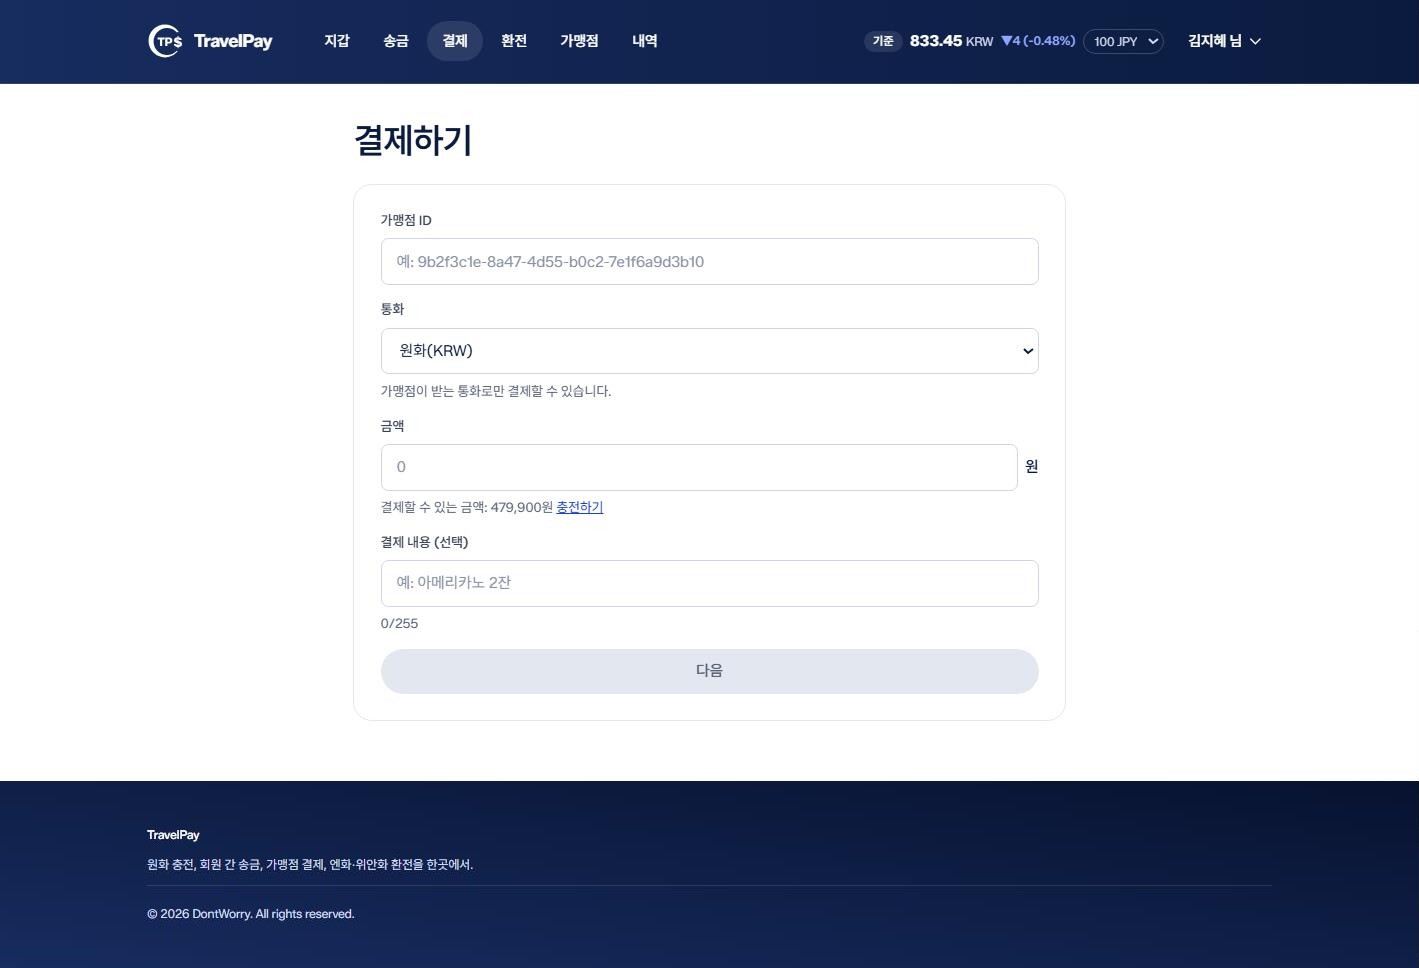 TP$ TravelPay 지갑 송금 결제 환전 가맹점 내역 기준 833.45 KRW ▼4 (-0.48%) 100 JPY 김지혜 님
결제하기
가맹점 ID
예: 9b2f3c1e-8a47-4d55-b0c2-7e1f6a9d3b10
통화
원화(KRW)
가맹점이 받는 통화로만 결제할 수 있습니다.
금액
0 원
결제할 수 있는 금액: 479,900원 충전하기
결제 내용 (선택)
예: 아메리카노 2잔
0/255
다음
TravelPay
원화 충전, 회원 간 송금, 가맹점 결제, 엔화·위안화 환전을 한곳에서.
© 2026 DontWorry. All rights reserved.